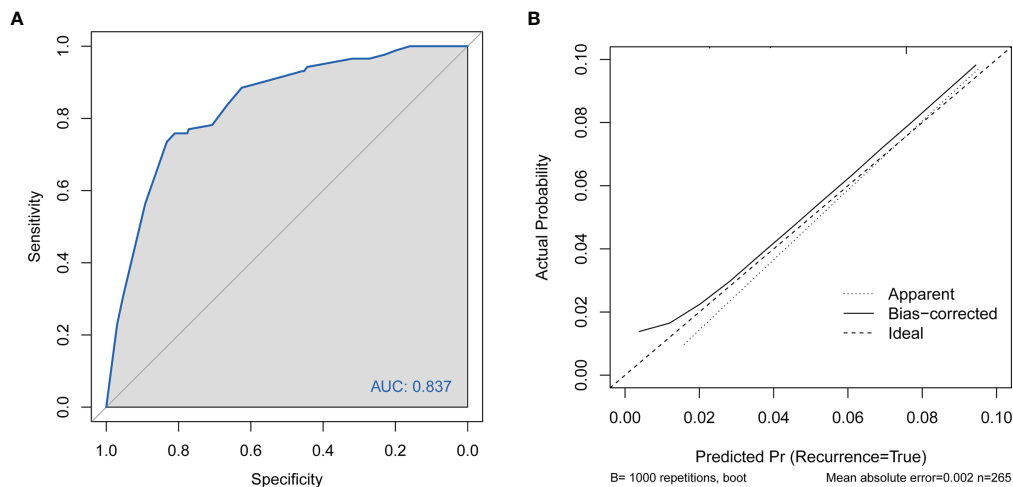 A
1.0
0.8
0.6
0.4
0.2
0.0
Sensitivity
AUC: 0.837
1.0 0.8 0.6 0.4 0.2 0.0
Specificity
B
0.10
0.08
0.06
0.04
0.02
0.00
Actual Probability
Apparent
Bias−corrected
Ideal
0.00 0.02 0.04 0.06 0.08 0.10
Predicted Pr (Recurrence=True)
B= 1000 repetitions, boot
Mean absolute error=0.002 n=265